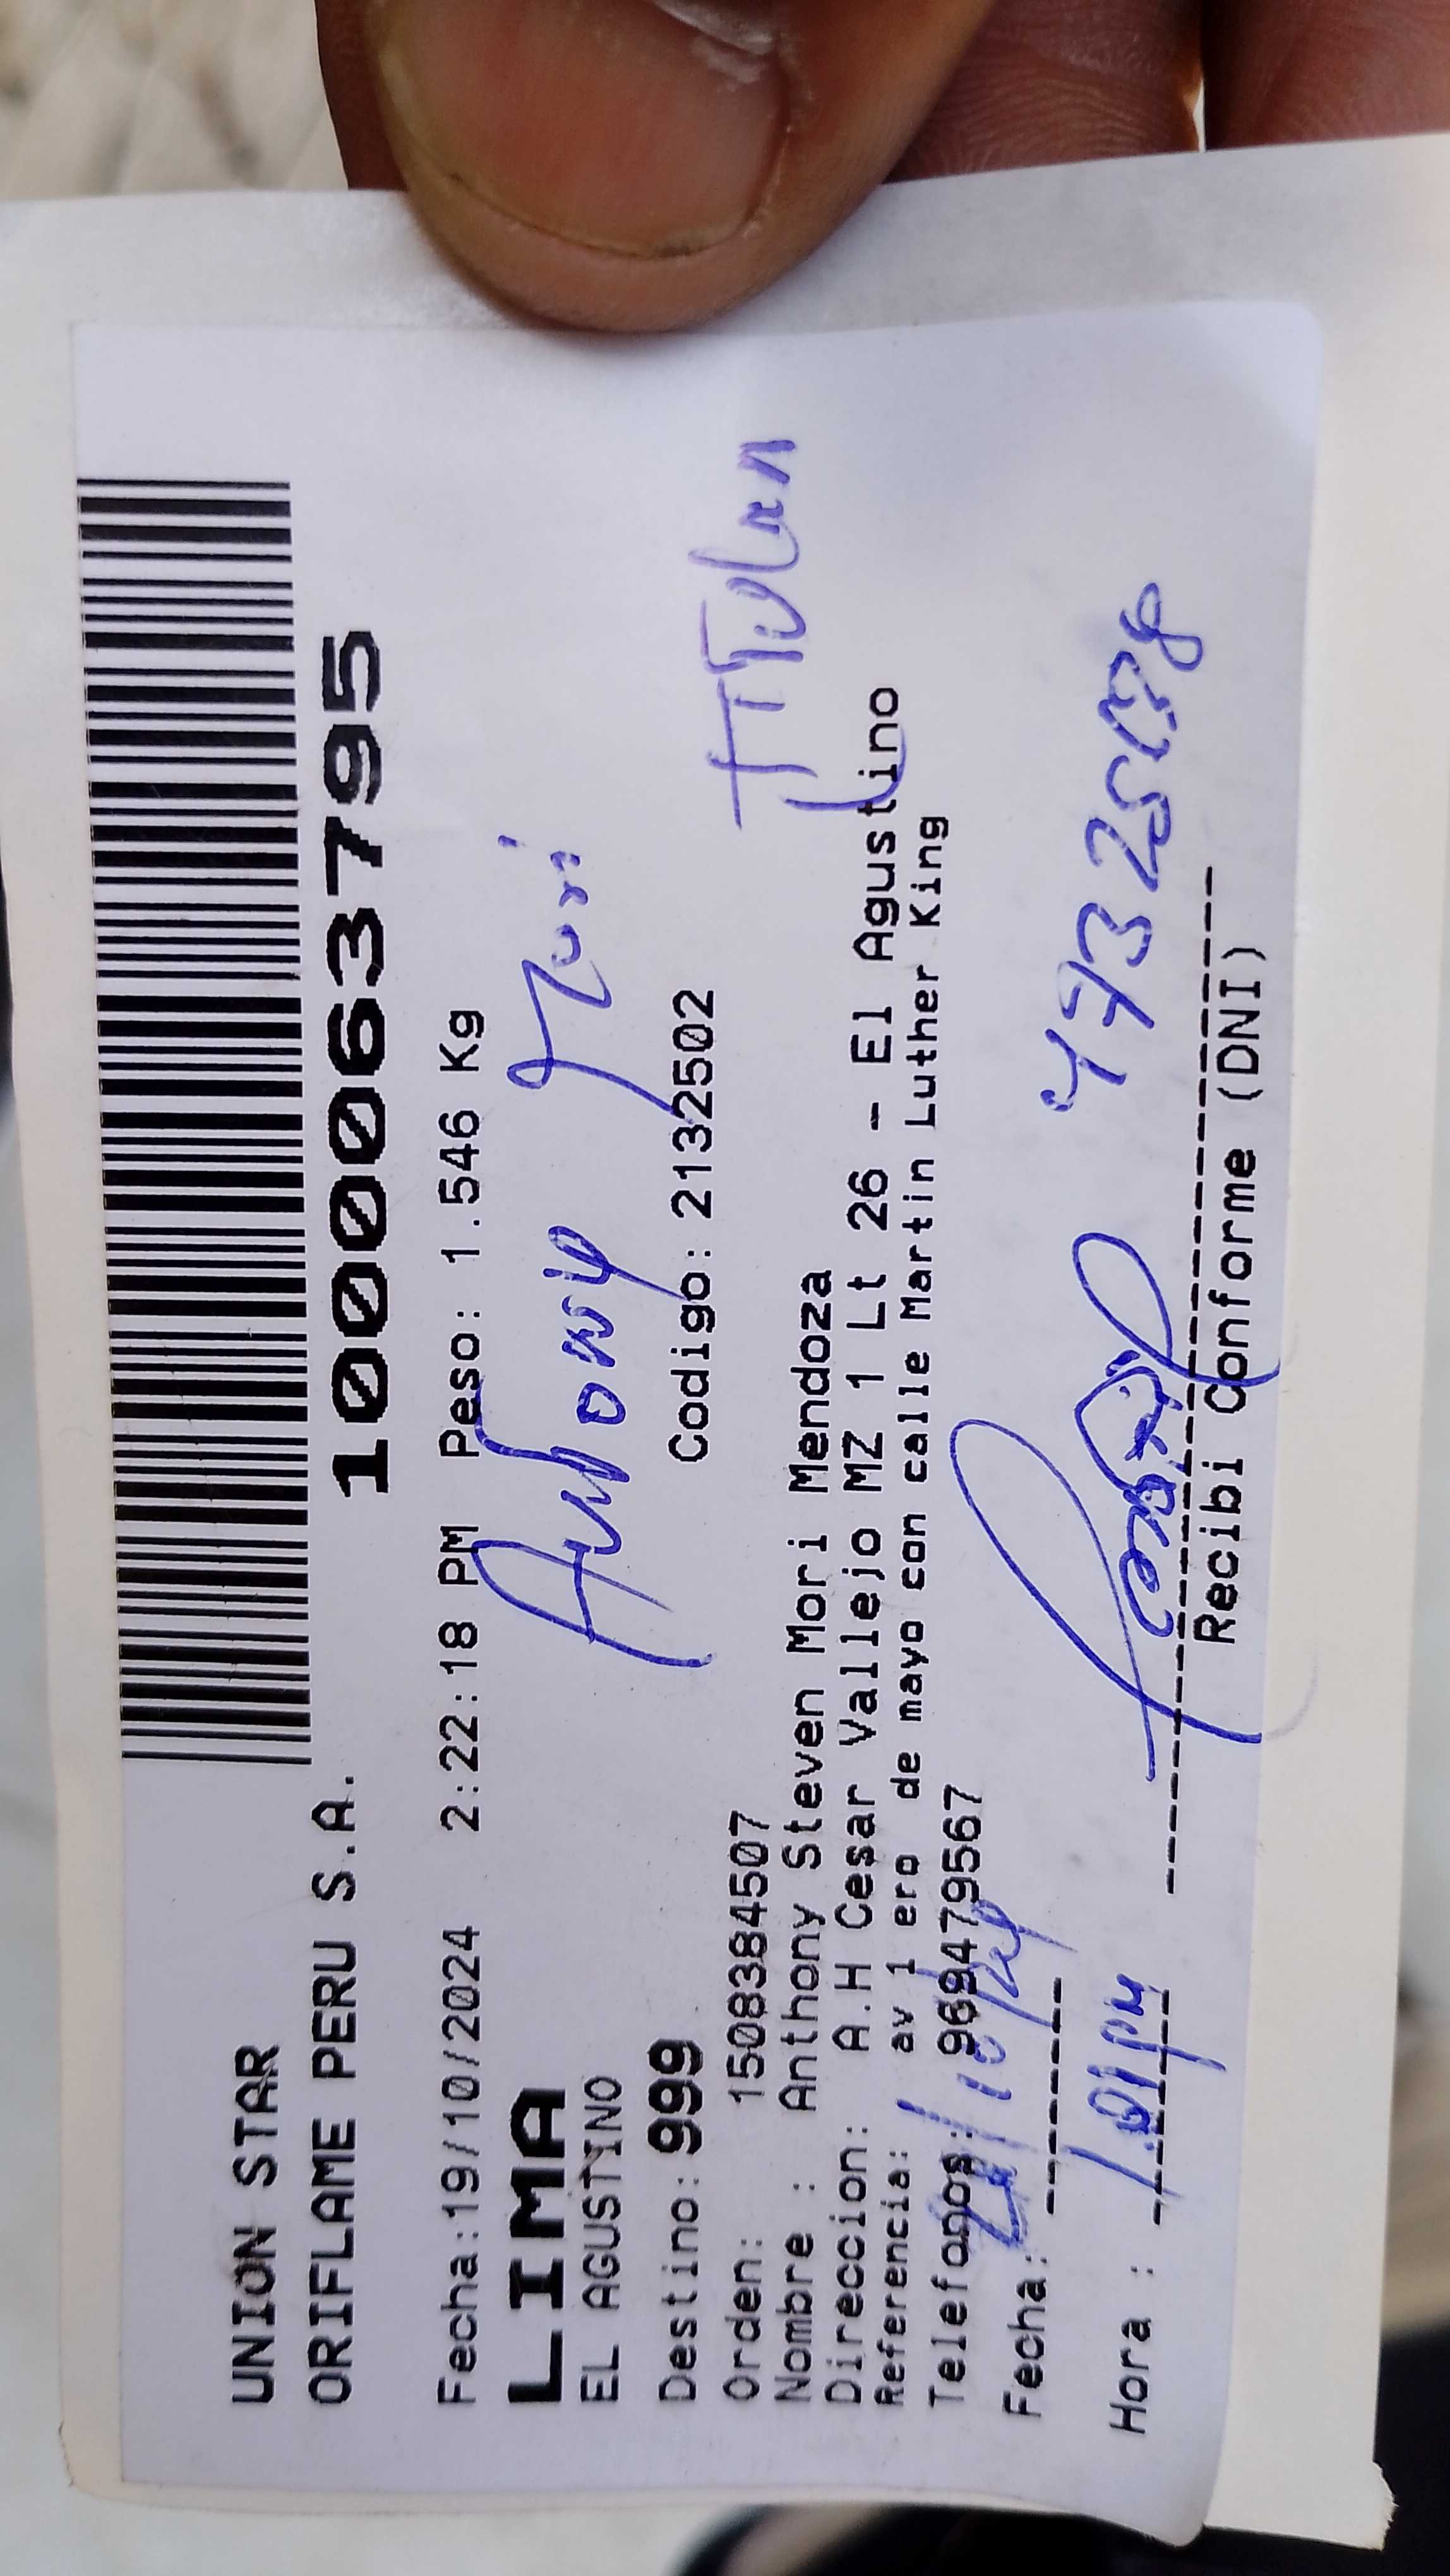 UNION STAR
ORIFLAME PERU S.A.
1000063795
Fecha:19/10/2024 2:22:18 PM Peso: 1.546 Kg
LIMA
Antony Mori
EL AGUSTINO
Destino: 999 Codigo: 2132502
Titular
Orden: 1508384507
Nombre : Anthony Steven Mori Mendoza
Direccion: A.H Cesar Vallejo MZ 1 Lt 26 - El Agustino
Referencia: av 1 ero de mayo con calle Martin Luther King
Telefonos: 969479567
Fecha:
Hora :
Recibi Conforme (DNI)